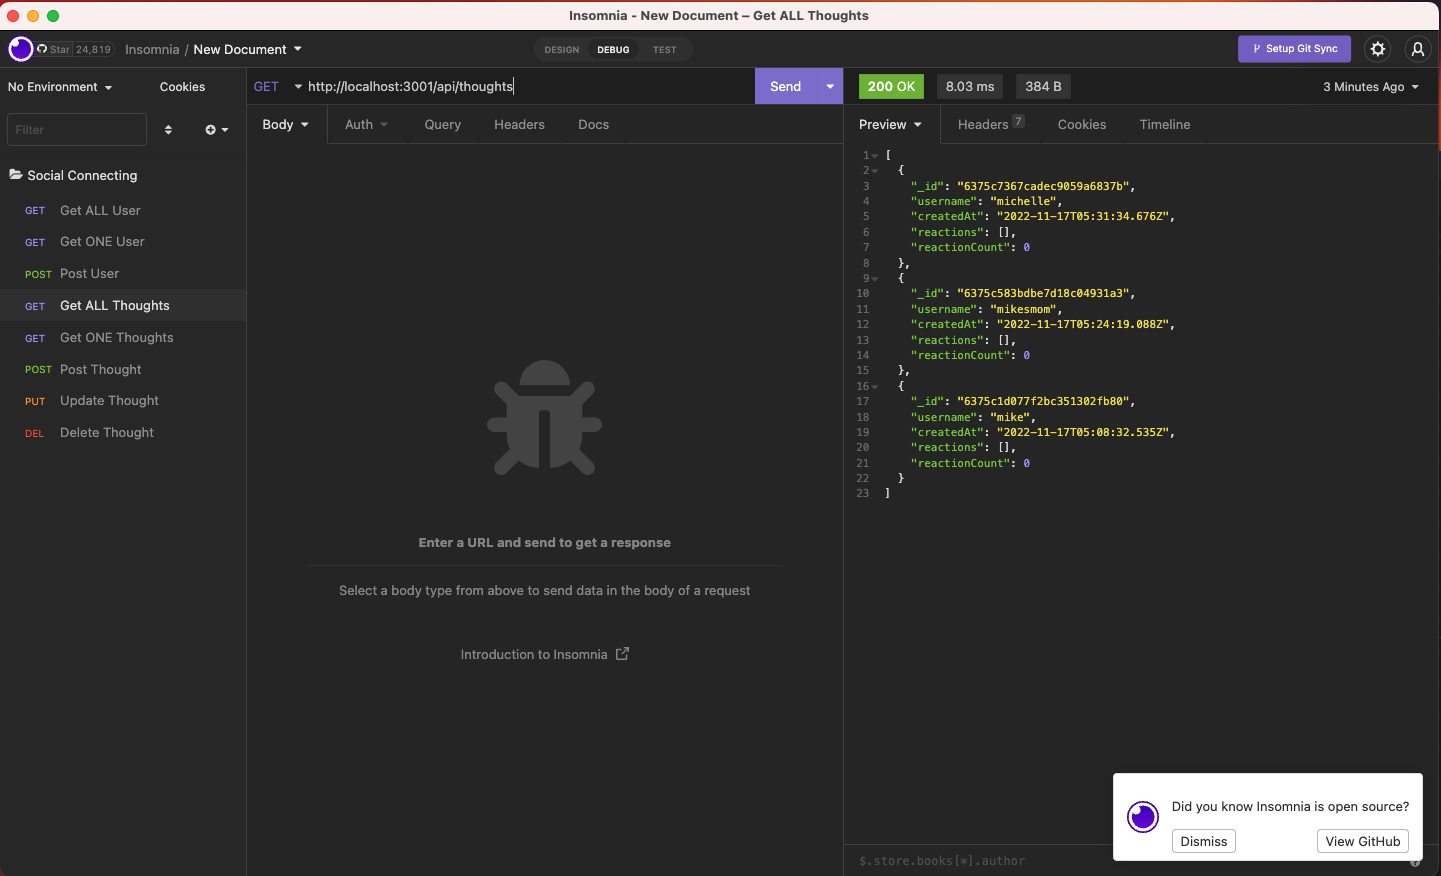 Insomnia - New Document – Get ALL Thoughts
Star 24,819 Insomnia / New Document
DESIGN DEBUG TEST
Setup Git Sync
No Environment Cookies
GET http://localhost:3001/api/thoughts Send
200 OK 8.03 ms 384 B 3 Minutes Ago
Filter
Body Auth Query Headers Docs
Preview Headers 7 Cookies Timeline
Social Connecting
GET Get ALL User
GET Get ONE User
POST Post User
GET Get ALL Thoughts
GET Get ONE Thoughts
POST Post Thought
PUT Update Thought
DEL Delete Thought
Enter a URL and send to get a response
Select a body type from above to send data in the body of a request
Introduction to Insomnia
1 [
2 {
3 "_id": "6375c7367cadec9059a6837b",
4 "username": "michelle",
5 "createdAt": "2022-11-17T05:31:34.676Z",
6 "reactions": [],
7 "reactionCount": 0
8 },
9 {
10 "_id": "6375c583bdbe7d18c04931a3",
11 "username": "mikesmom",
12 "createdAt": "2022-11-17T05:24:19.088Z",
13 "reactions": [],
14 "reactionCount": 0
15 },
16 {
17 "_id": "6375c1d077f2bc351302fb80",
18 "username": "mike",
19 "createdAt": "2022-11-17T05:08:32.535Z",
20 "reactions": [],
21 "reactionCount": 0
22 }
23 ]
Did you know Insomnia is open source?
Dismiss View GitHub
$.store.books[*].author